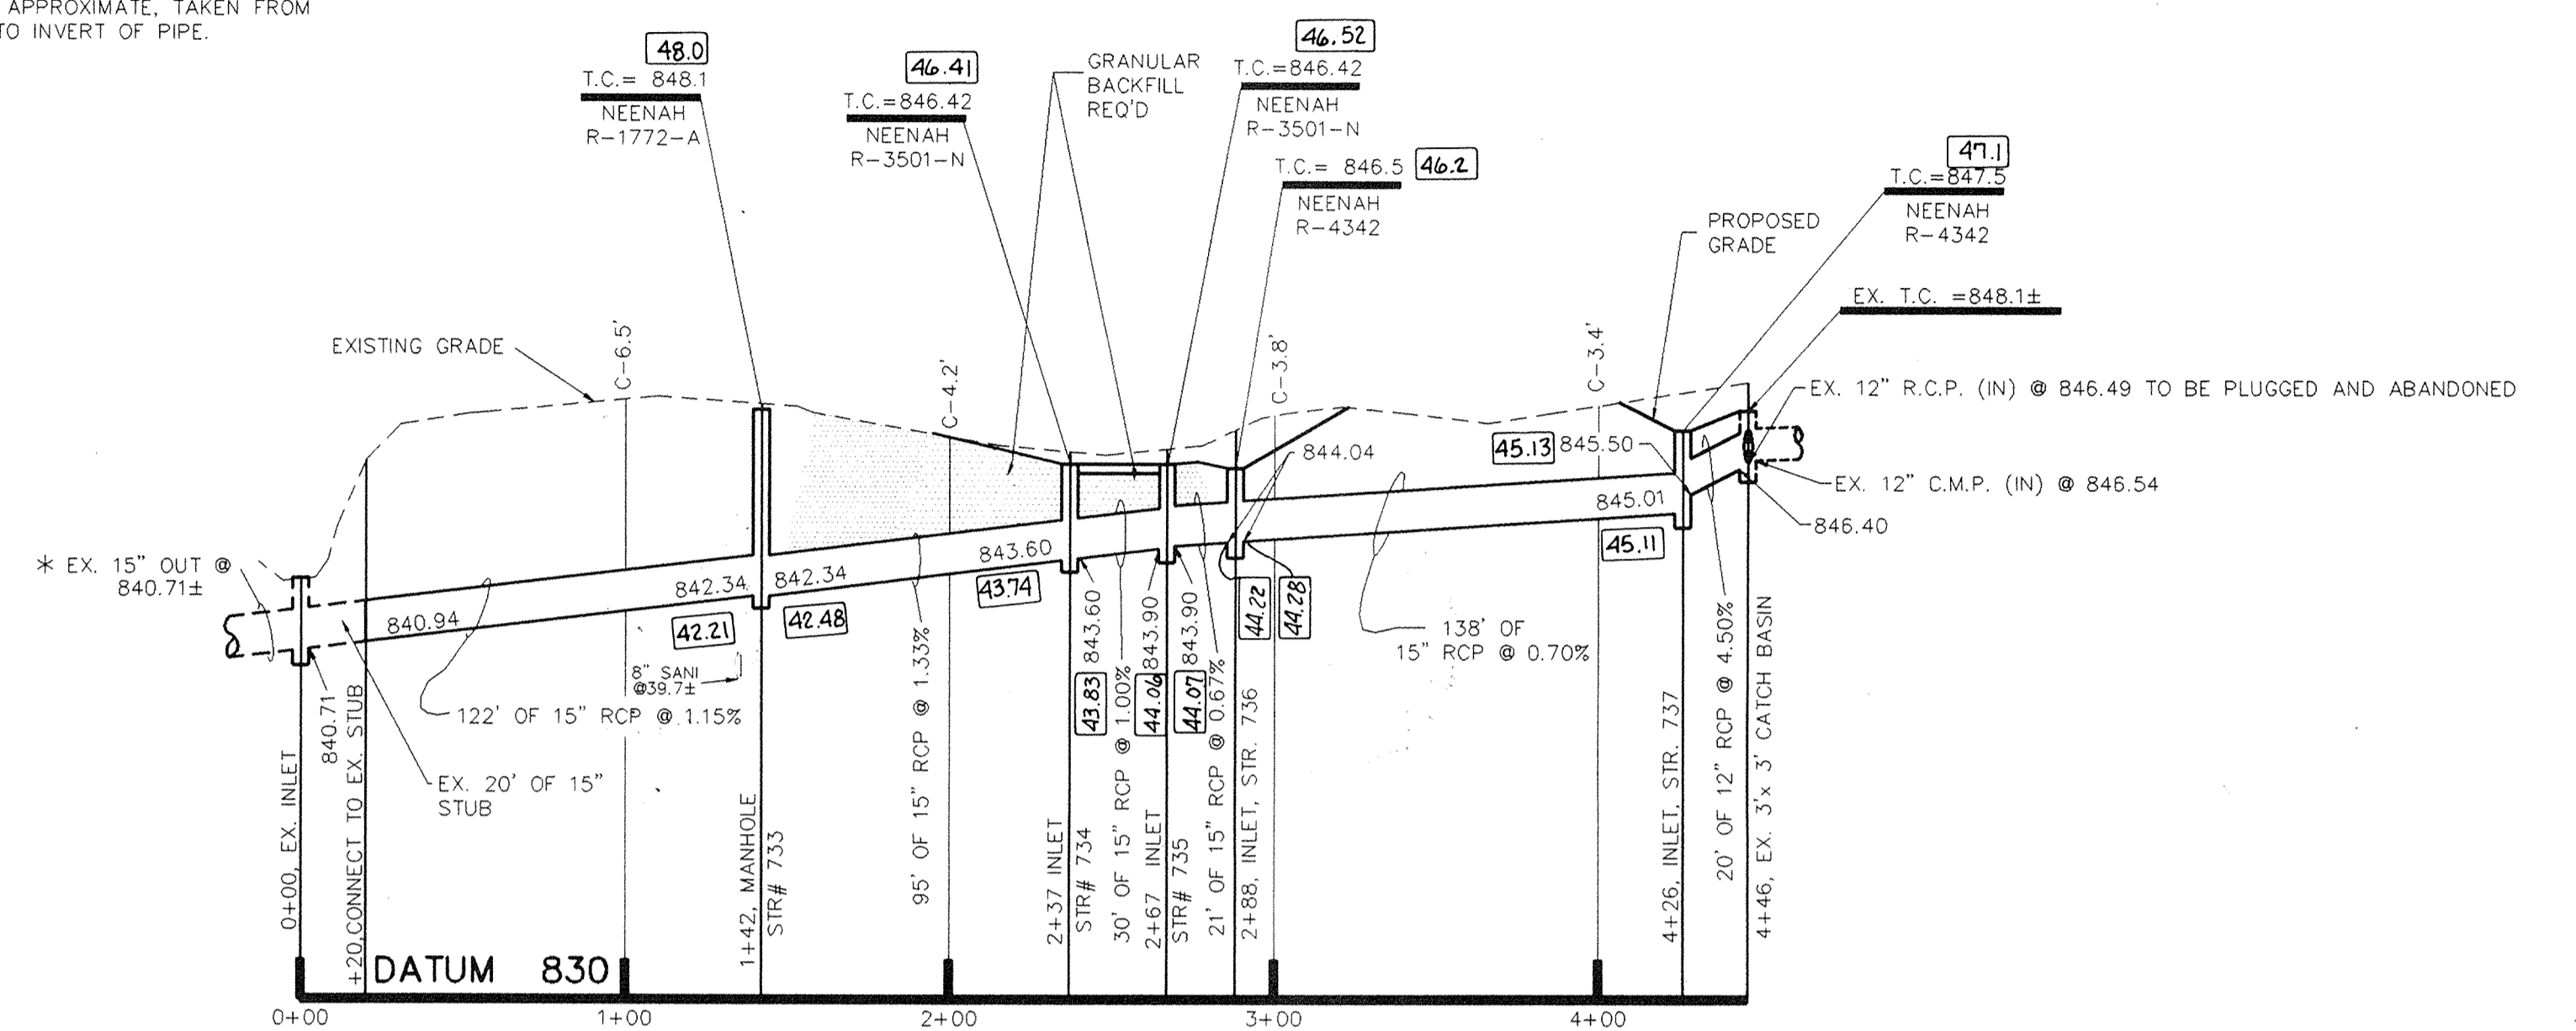 APPROXIMATE, TAKEN FROM
TO INVERT OF PIPE.
48.0
T.C.= 848.1
NEENAH
R-1772-A
46.41
T.C.=846.42
NEENAH
R-3501-N
GRANULAR
BACKFILL
REQ'D
46.52
T.C.=846.42
NEENAH
R-3501-N
T.C.= 846.5
46.2
NEENAH
R-4342
47.1
T.C.=847.5
NEENAH
R-4342
PROPOSED
GRADE
EX. T.C. =848.1±
EXISTING GRADE
C-6.5'
C-4.2'
C-3.8'
C-3.4'
EX. 12" R.C.P. (IN) @ 846.49 TO BE PLUGGED AND ABANDONED
844.04
45.13
845.50
EX. 12" C.M.P. (IN) @ 846.54
845.01
846.40
45.11
* EX. 15" OUT @
840.71±
840.94
842.34
842.34
843.60
42.21
42.48
43.74
8" SANI
@39.7±
843.60
43.83
843.90
44.06
843.90
44.07
44.22
44.28
138' OF
15" RCP @ 0.70%
122' OF 15" RCP @ 1.15%
840.71
EX. 20' OF 15"
STUB
0+00, EX. INLET
+20,CONNECT TO EX. STUB
1+42, MANHOLE
STR# 733
95' OF 15" RCP @ 1.33%
2+37 INLET
STR# 734
30' OF 15" RCP @ 1.00%
2+67 INLET
STR# 735
21' OF 15" RCP @ 0.67%
2+88, INLET, STR. 736
4+26, INLET, STR. 737
20' OF 12" RCP @ 4.50%
4+46, EX. 3'x 3' CATCH BASIN
DATUM 830
0+00
1+00
2+00
3+00
4+00